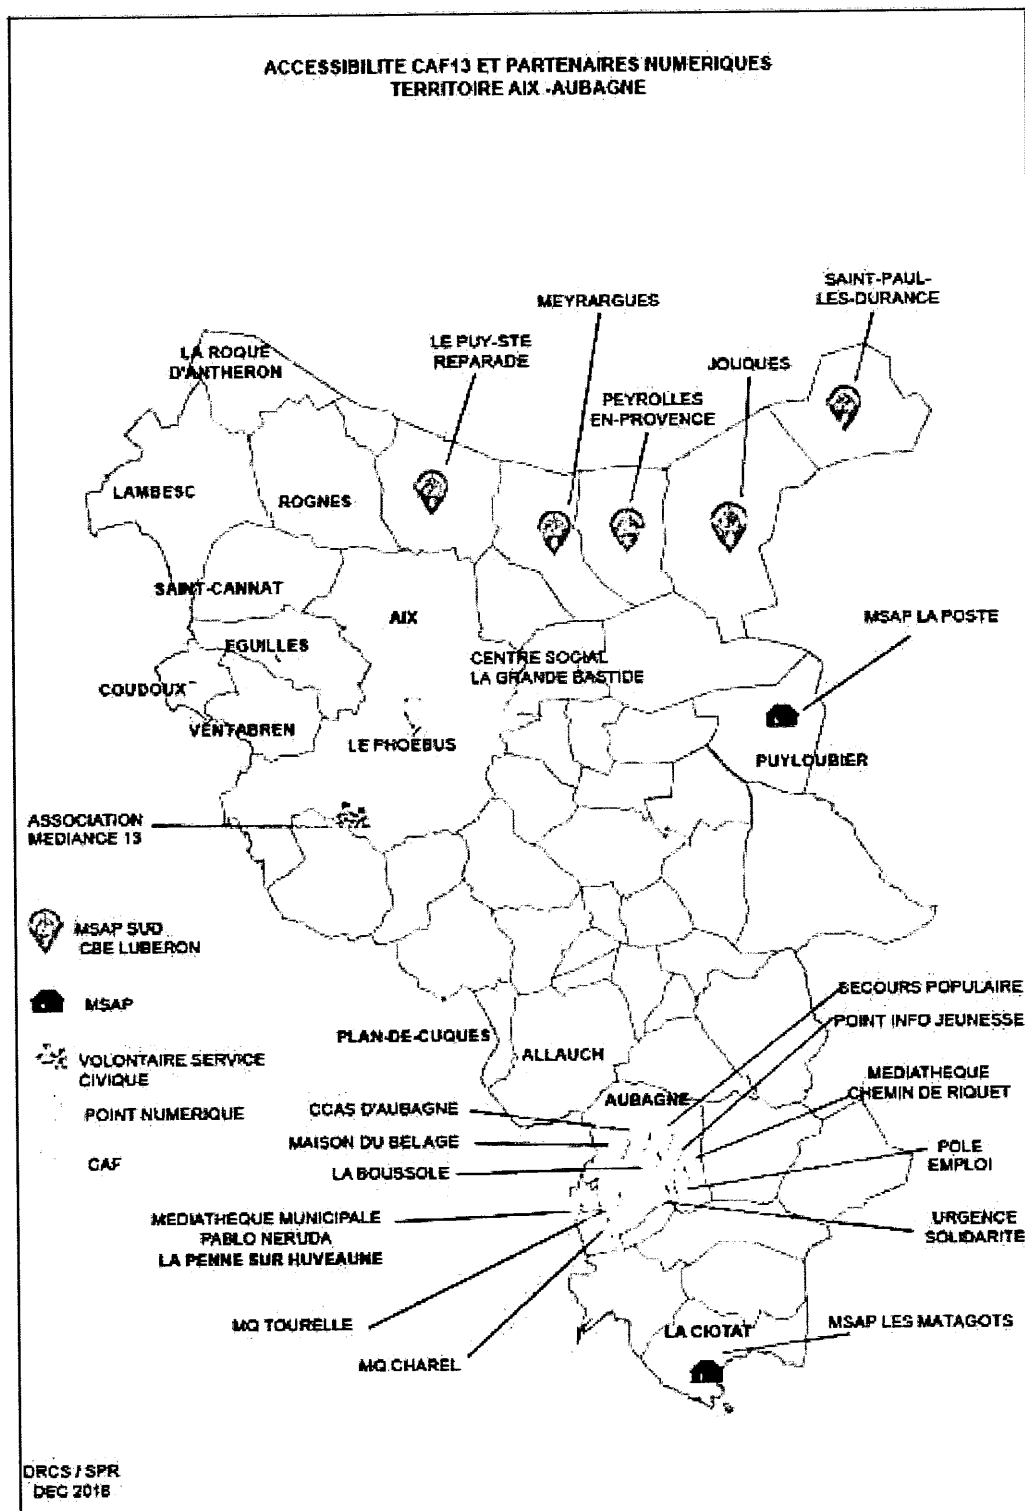 ACCESSIBILITE CAF13 ET PARTENAIRES NUMERIQUES
TERRITOIRE AIX -AUBAGNE
SAINT-PAUL-
LES-DURANCE
MEYRARGUES
LE PUY-STE
REPARADE
LA ROQUE
D'ANTHERON
JOUQUES
PEYROLLES
EN-PROVENCE
LAMBESC
ROGNES
SAINT-CANNAT
AIX
MSAP LA POSTE
EGUILLES
CENTRE SOCIAL
LA GRANDE BASTIDE
COUDOUX
VENTABREN
LE PHOEBUS
PUYLOUBIER
ASSOCIATION
MEDIANCE 13
MSAP SUD
CBE LUBERON
MSAP
VOLONTAIRE SERVICE
CIVIQUE
POINT NUMERIQUE
CAF
SECOURS POPULAIRE
POINT INFO JEUNESSE
PLAN-DE-CUQUES
ALLAUCH
MEDIATHEQUE
CHEMIN DE RIQUET
AUBAGNE
CCAS D'AUBAGNE
MAISON DU BELAGE
LA BOUSSOLE
POLE
EMPLOI
MEDIATHEQUE MUNICIPALE
PABLO NERUDA
LA PENNE SUR HUVEAUNE
URGENCE
SOLIDARITE
MQ TOURELLE
MQ CHAREL
LA CIOTAT
MSAP LES MATAGOTS
DRCS / SPR
DEC 2018